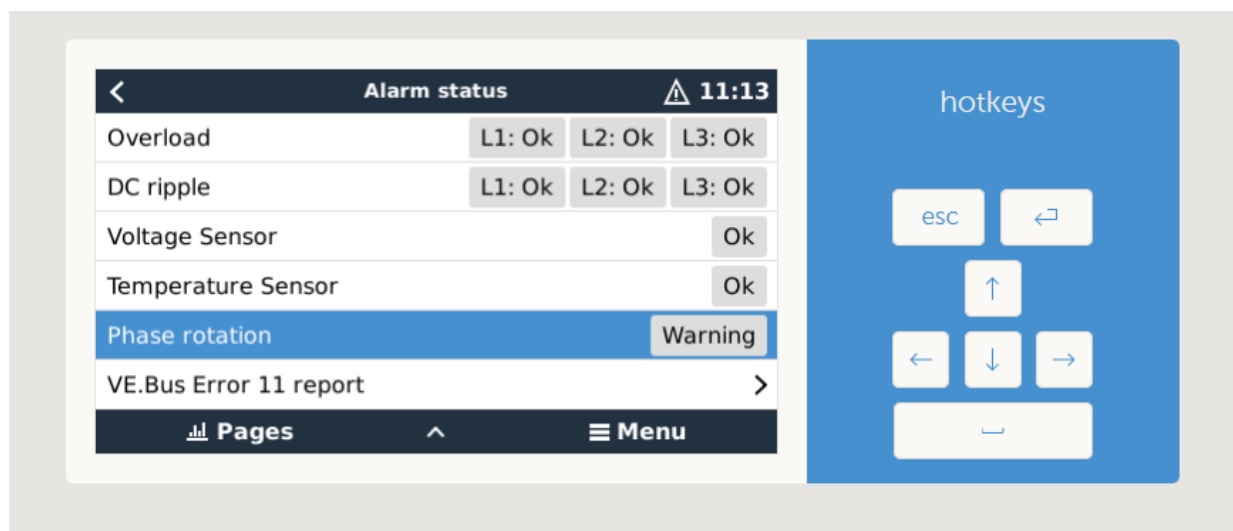 Alarm status 11:13
Overload L1: Ok L2: Ok L3: Ok
DC ripple L1: Ok L2: Ok L3: Ok
Voltage Sensor Ok
Temperature Sensor Ok
Phase rotation Warning
VE.Bus Error 11 report
Pages Menu
hotkeys
esc